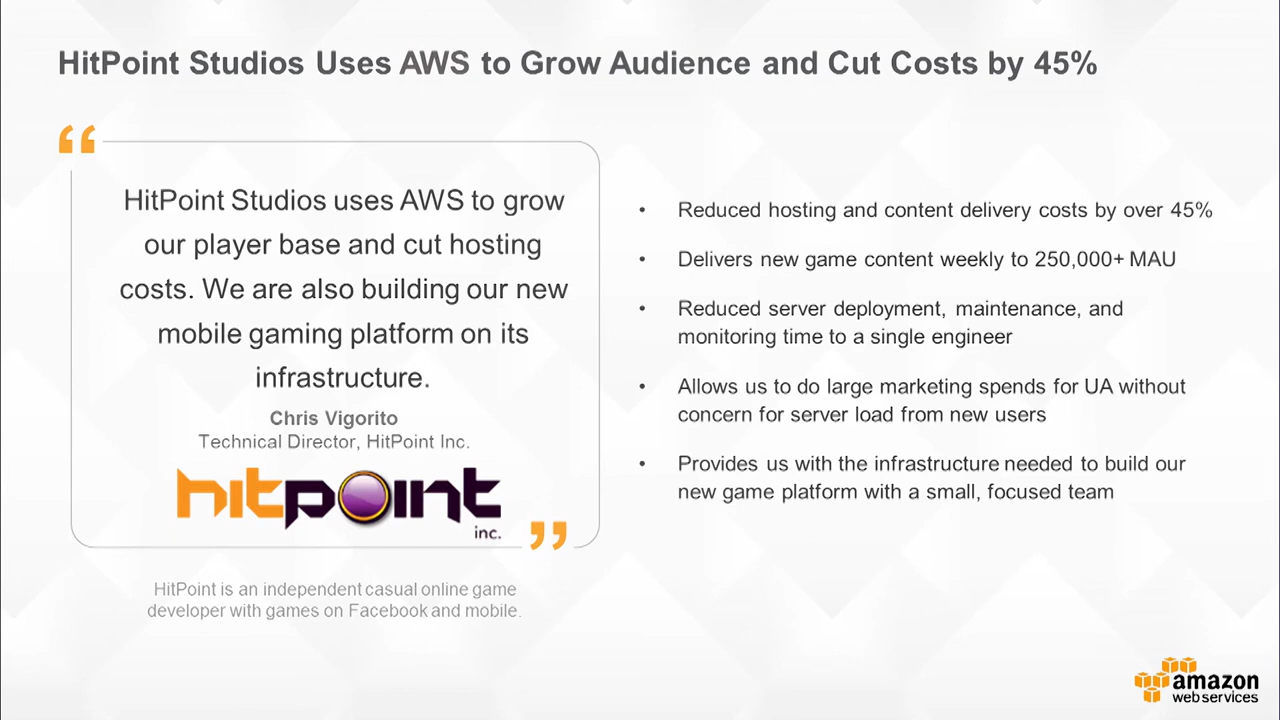 HitPoint Studios Uses AWS to Grow Audience and Cut Costs by 45%
“
HitPoint Studios uses AWS to grow
our player base and cut hosting
costs. We are also building our new
mobile gaming platform on its
infrastructure.
Chris Vigorito
Technical Director, HitPoint Inc.
hitpoint
inc.
”
HitPoint is an independent casual online game
developer with games on Facebook and mobile.
• Reduced hosting and content delivery costs by over 45%
• Delivers new game content weekly to 250,000+ MAU
• Reduced server deployment, maintenance, and
monitoring time to a single engineer
• Allows us to do large marketing spends for UA without
concern for server load from new users
• Provides us with the infrastructure needed to build our
new game platform with a small, focused team
amazon
webservices